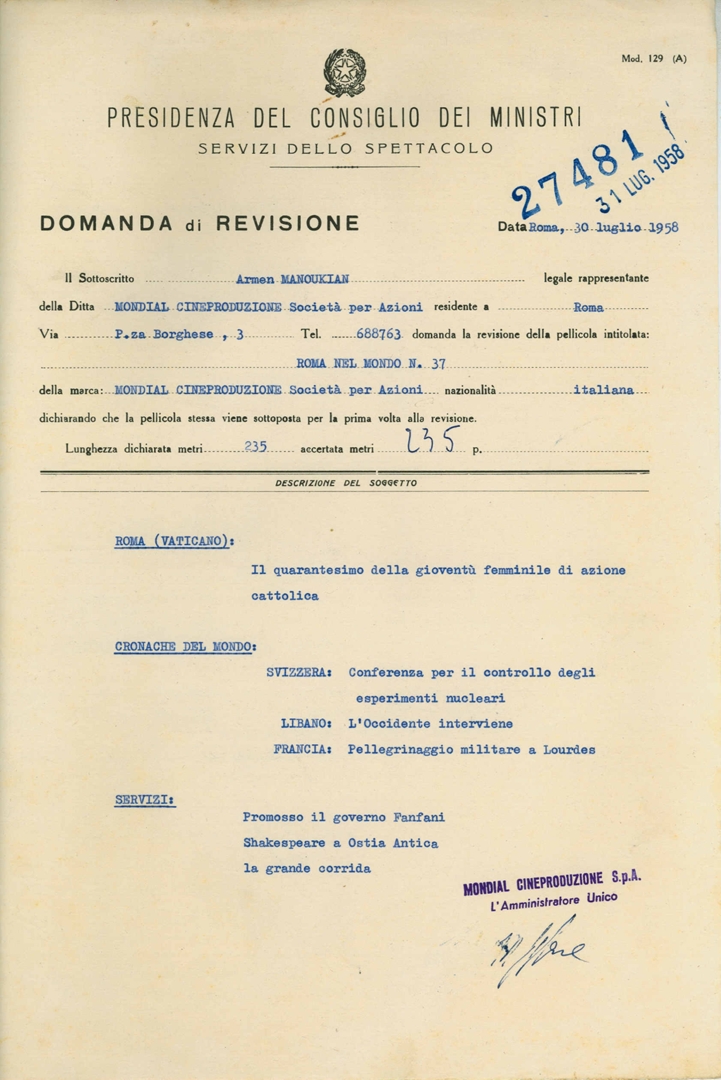 Mod. 129 (A)
PRESIDENZA DEL CONSIGLIO DEI MINISTRI
SERVIZI DELLO SPETTACOLO
27481
31 LUG. 1958
DOMANDA di REVISIONE
Data Roma, 30 luglio 1958
Il Sottoscritto Armen MANOUKIAN legale rappresentante
della Ditta MONDIAL CINEPRODUZIONE Società per Azioni residente a Roma
Via P.za Borghese , 3 Tel. 688763 domanda la revisione della pellicola intitolata:
ROMA NEL MONDO N. 37
della marca: MONDIAL CINEPRODUZIONE Società per Azioni nazionalità italiana
dichiarando che la pellicola stessa viene sottoposta per la prima volta alla revisione.
Lunghezza dichiarata metri 235 accertata metri 235 p.
DESCRIZIONE DEL SOGGETTO
ROMA (VATICANO):
Il quarantesimo della gioventù femminile di azione
cattolica
CRONACHE DEL MONDO:
SVIZZERA: Conferenza per il controllo degli
esperimenti nucleari
LIBANO: L'Occidente interviene
FRANCIA: Pellegrinaggio militare a Lourdes
SERVIZI:
Promosso il governo Fanfani
Shakespeare a Ostia Antica
la grande corrida
MONDIAL CINEPRODUZIONE S.p.A.
L'Amministratore Unico